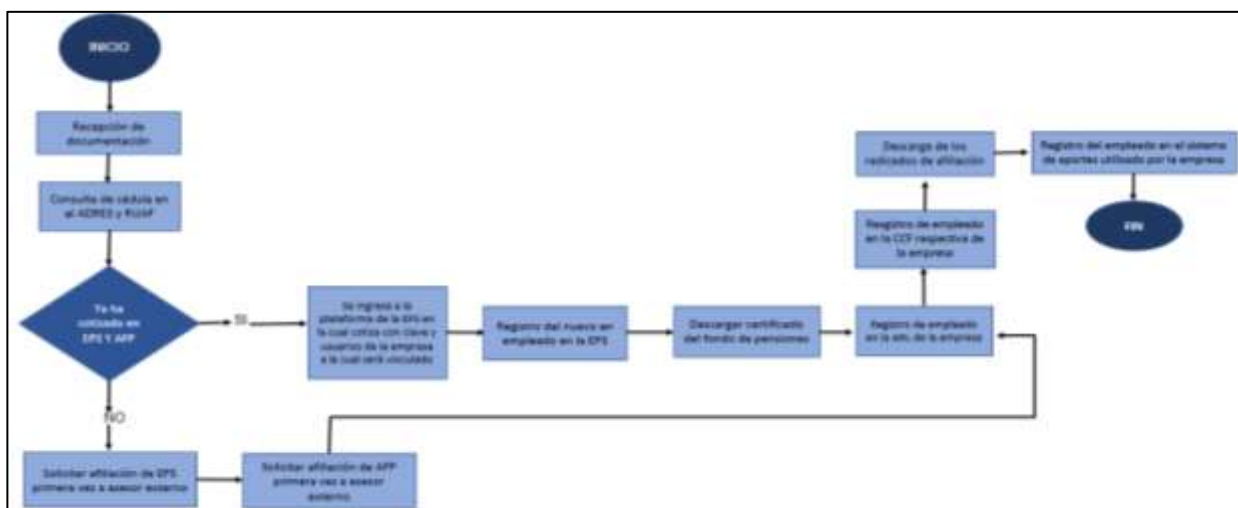 INICIO
Recepción de
documentación
Consulta de cédula en
el ADRES y RUAF
Ya ha
cotizado en
EPS Y AFP
SI
Se ingresa a la
plataforma de la EPS en
la cual cotiza con clave y
usuarios de la empresa
a la cual será vinculado
Registro del nuevo en
empleado en la EPS
Descargar certificado
del fondo de pensiones
Registro de empleado
en la de la empresa
Registro de empleado
en la CCF respectiva de
la empresa
Descarga de los
radicados de afiliación
Registro del empleado en el sistema
de aportes utilizado por la empresa
FIN
NO
Solicitar afiliación de EPS
primera vez a asesor externo
Solicitar afiliación de AFP
primera vez a asesor
externo